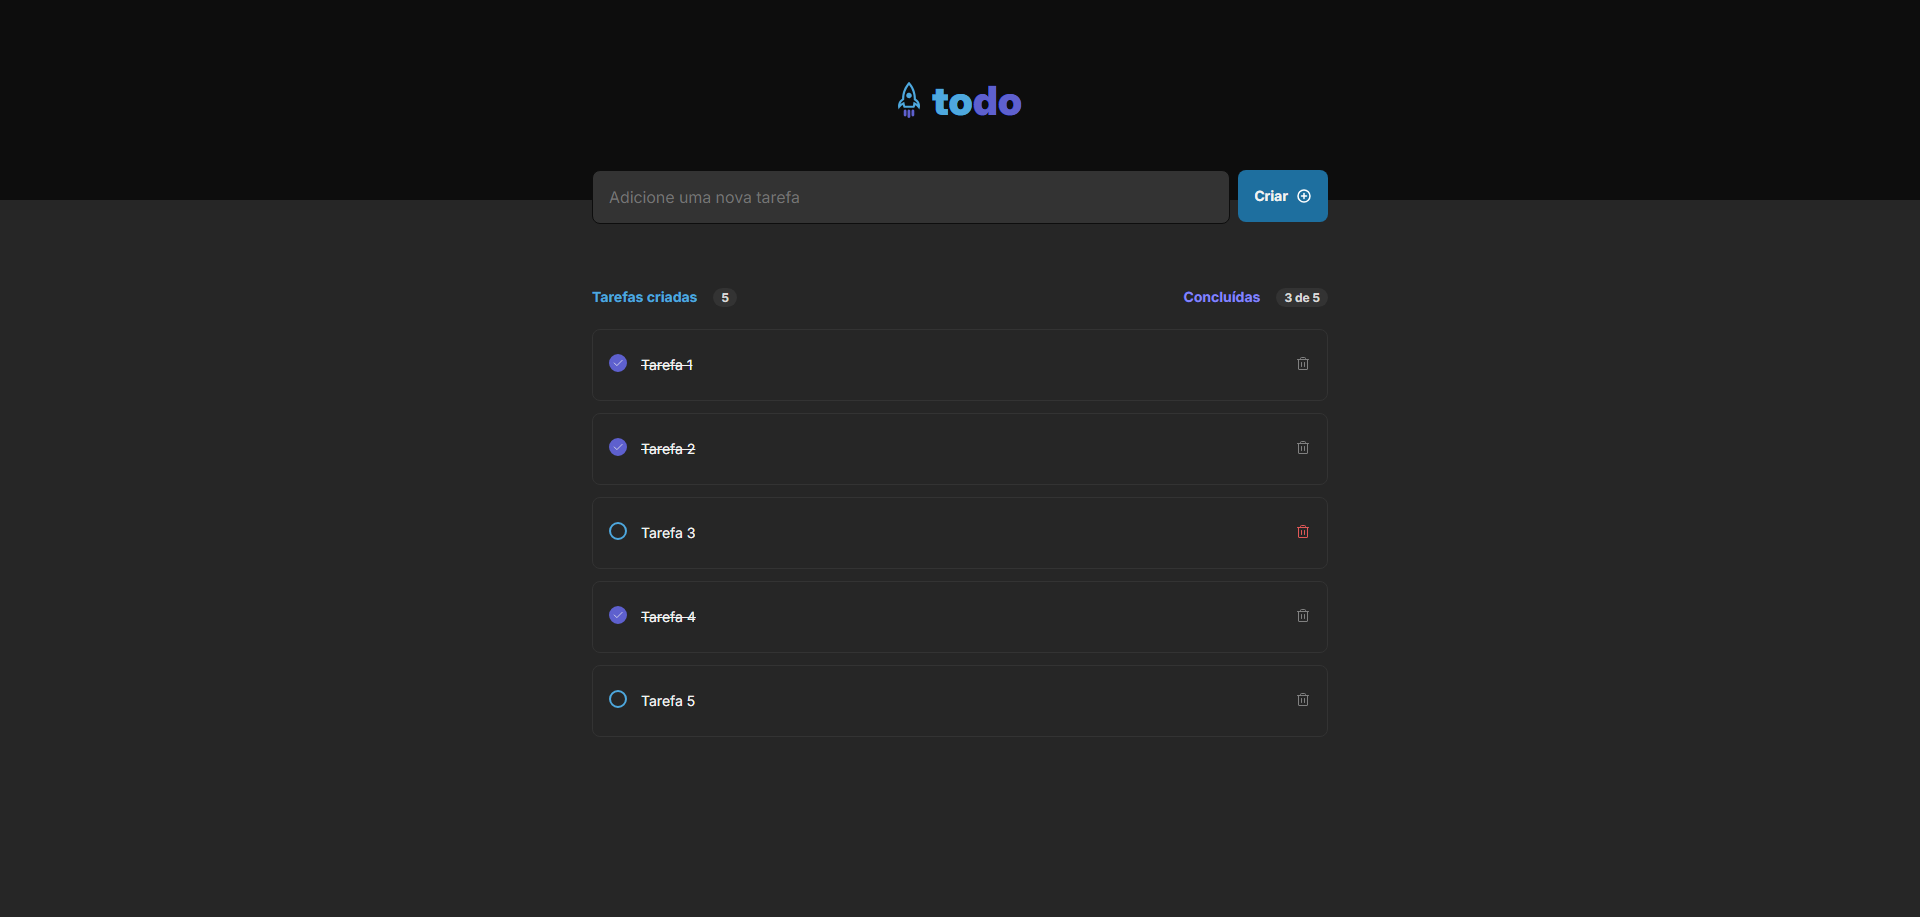 todo
Adicione uma nova tarefa
Criar
Tarefas criadas 5
Concluídas 3 de 5
Tarefa 1
Tarefa 2
Tarefa 3
Tarefa 4
Tarefa 5